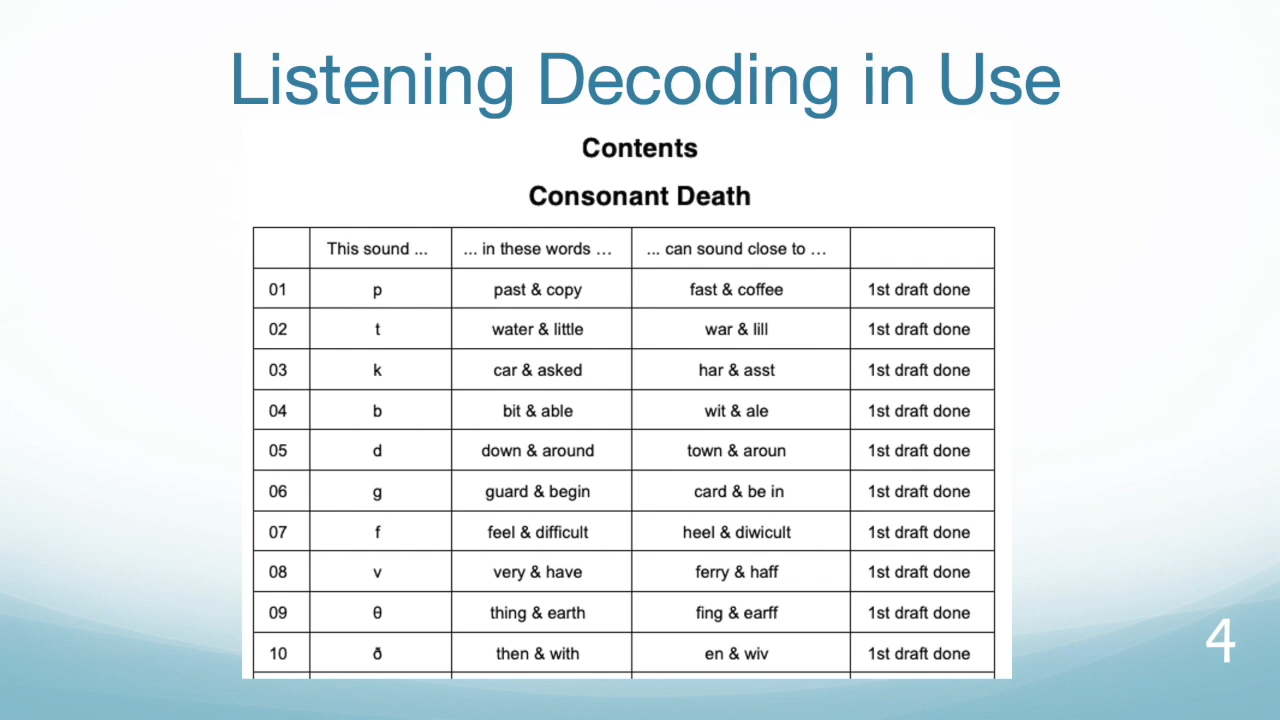 Listening Decoding in Use
Contents
Consonant Death
This sound ... ... in these words ... ... can sound close to ...
01 p past & copy fast & coffee 1st draft done
02 t water & little war & lill 1st draft done
03 k car & asked har & asst 1st draft done
04 b bit & able wit & ale 1st draft done
05 d down & around town & aroun 1st draft done
06 g guard & begin card & be in 1st draft done
07 f feel & difficult heel & diwicult 1st draft done
08 v very & have ferry & haff 1st draft done
09 θ thing & earth fing & earff 1st draft done
10 ð then & with en & wiv 1st draft done
4